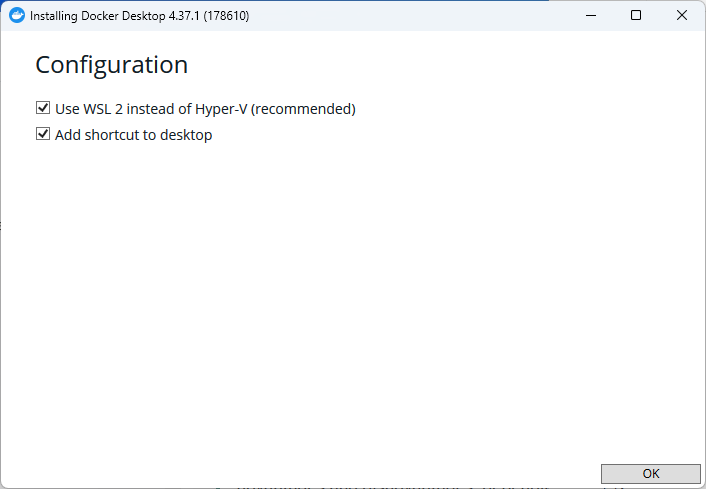 Installing Docker Desktop 4.37.1 (178610)
Configuration
Use WSL 2 instead of Hyper-V (recommended)
Add shortcut to desktop
OK